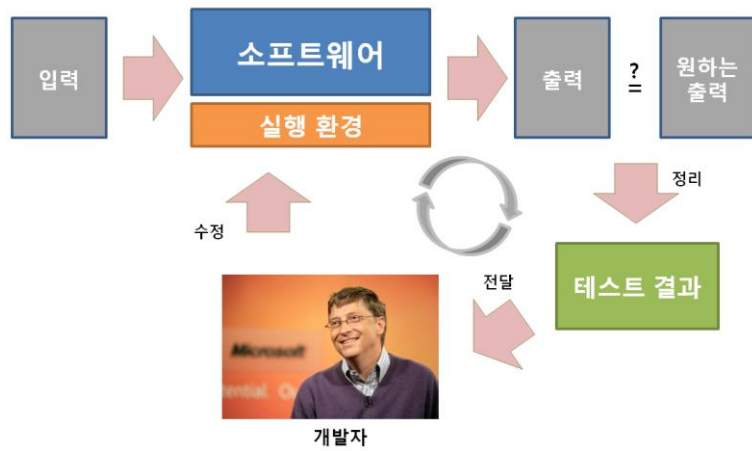 입력
소프트웨어
실행 환경
출력
?
=
원하는
출력
정리
수정
전달
테스트 결과
Microsoft
개발자